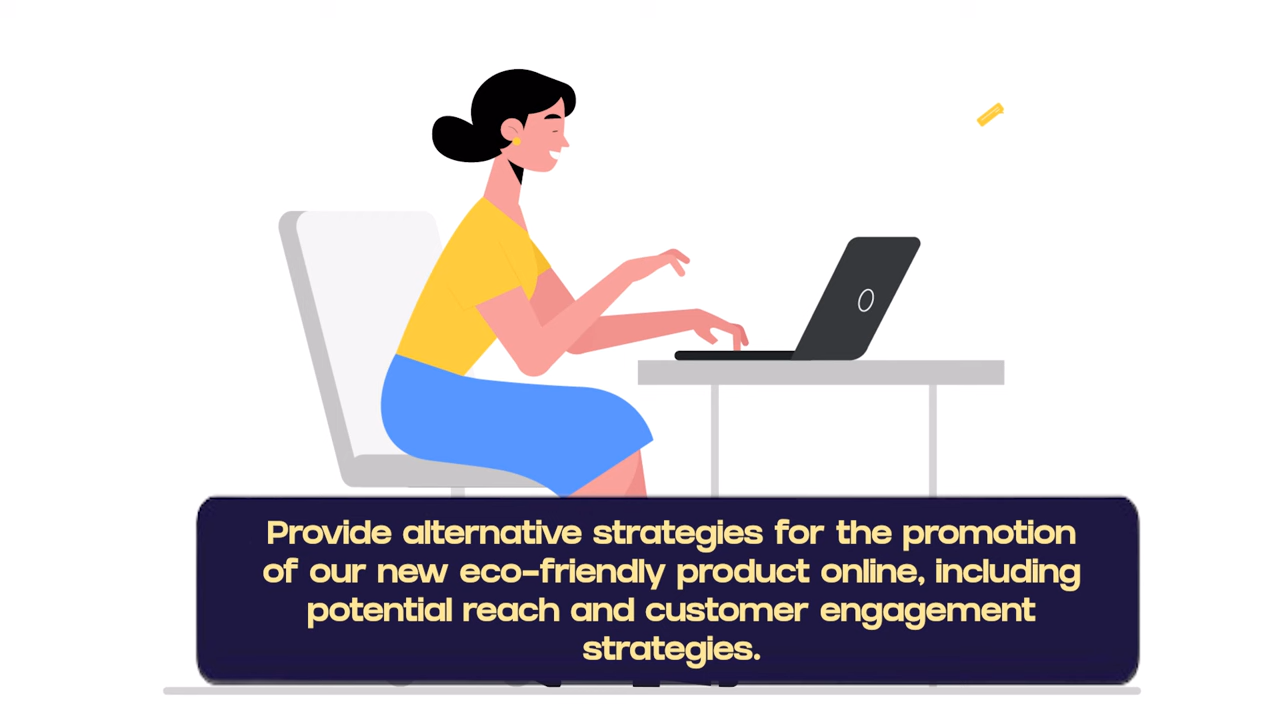 Provide alternative strategies for the promotion
of our new eco-friendly product online, including
potential reach and customer engagement
strategies.